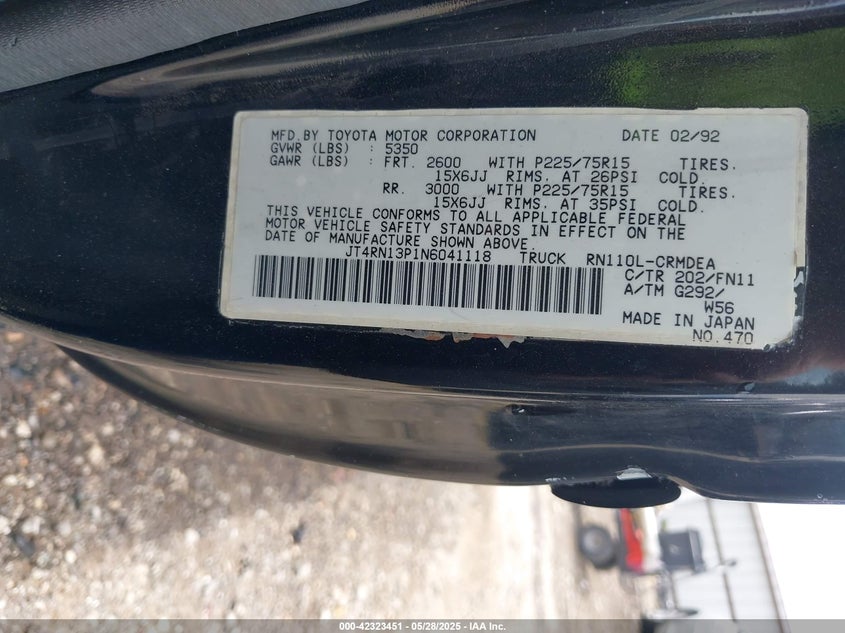 MFD.BY TOYOTA MOTOR CORPORATION DATE 02/92
GVWR (LBS) : 5350
GAWR (LBS) : FRT. 2600 WITH P225/75R15 TIRES.
15X6JJ RIMS. AT 26PSI COLD.
RR. 3000 WITH P225/75R15 TIRES.
15X6JJ RIMS. AT 35PSI COLD.
THIS VEHICLE CONFORMS TO ALL APPLICABLE FEDERAL
MOTOR VEHICLE SAFETY STANDARDS IN EFFECT ON THE
DATE OF MANUFACTURE SHOWN ABOVE.
JT4RN13P1N6041118 TRUCK RN110L-CRMDEA
C/TR 202/FN11
A/TM G292/
W56
MADE IN JAPAN
NO.470
000-42323451 - 05/28/2025 - IAA Inc.